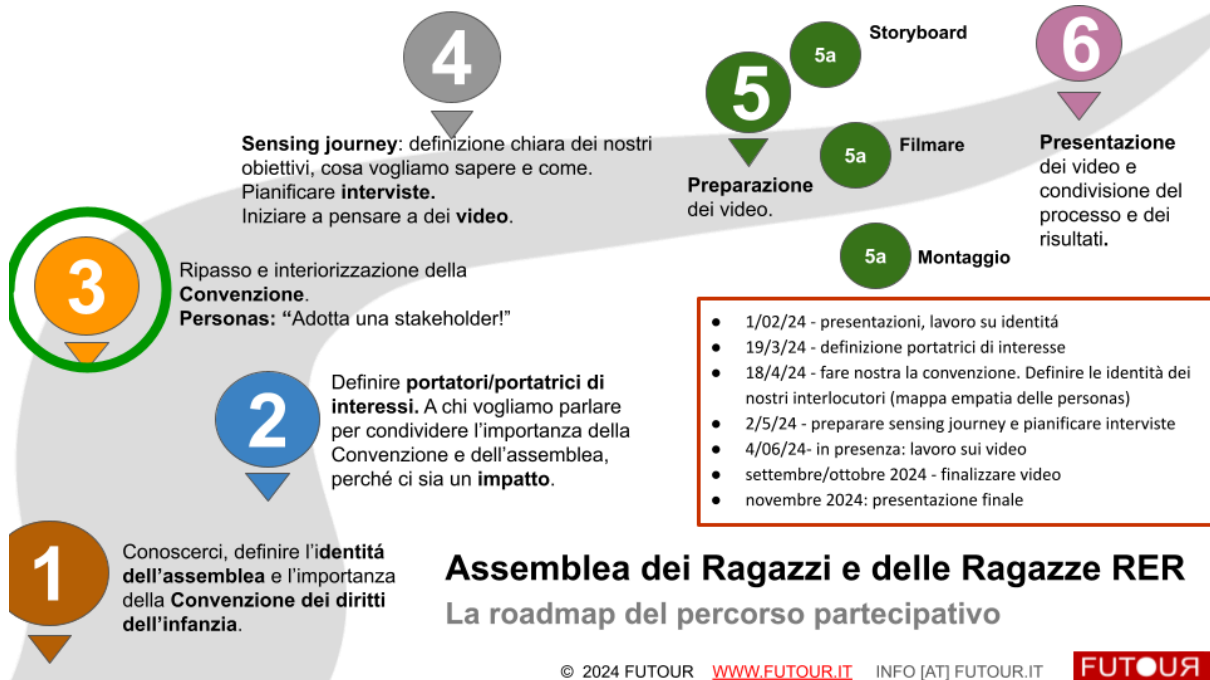 4
Sensing journey: definizione chiara dei nostri
obiettivi, cosa vogliamo sapere e come.
Pianificare interviste.
Iniziare a pensare a dei video.
5
Preparazione
dei video.
5a
Storyboard
5a
Filmare
5a
Montaggio
6
Presentazione
dei video e
condivisione del
processo e dei
risultati.
3
Ripasso e interiorizzazione della
Convenzione.
Personas: “Adotta una stakeholder!”
2
Definire portatori/portatrici di
interessi. A chi vogliamo parlare
per condividere l’importanza della
Convenzione e dell’assemblea,
perché ci sia un impatto.
1
Conoscerci, definire l’identitá
dell’assemblea e l’importanza
della Convenzione dei diritti
dell’infanzia.
● 1/02/24 - presentazioni, lavoro su identitá
● 19/3/24 - definizione portatrici di interesse
● 18/4/24 - fare nostra la convenzione. Definire le identità dei
nostri interlocutori (mappa empatia delle personas)
● 2/5/24 - preparare sensing journey e pianificare interviste
● 4/06/24- in presenza: lavoro sui video
● settembre/ottobre 2024 - finalizzare video
● novembre 2024: presentazione finale
Assemblea dei Ragazzi e delle Ragazze RER
La roadmap del percorso partecipativo
© 2024 FUTOUR WWW.FUTOUR.IT INFO [AT] FUTOUR.IT
FUTOUR